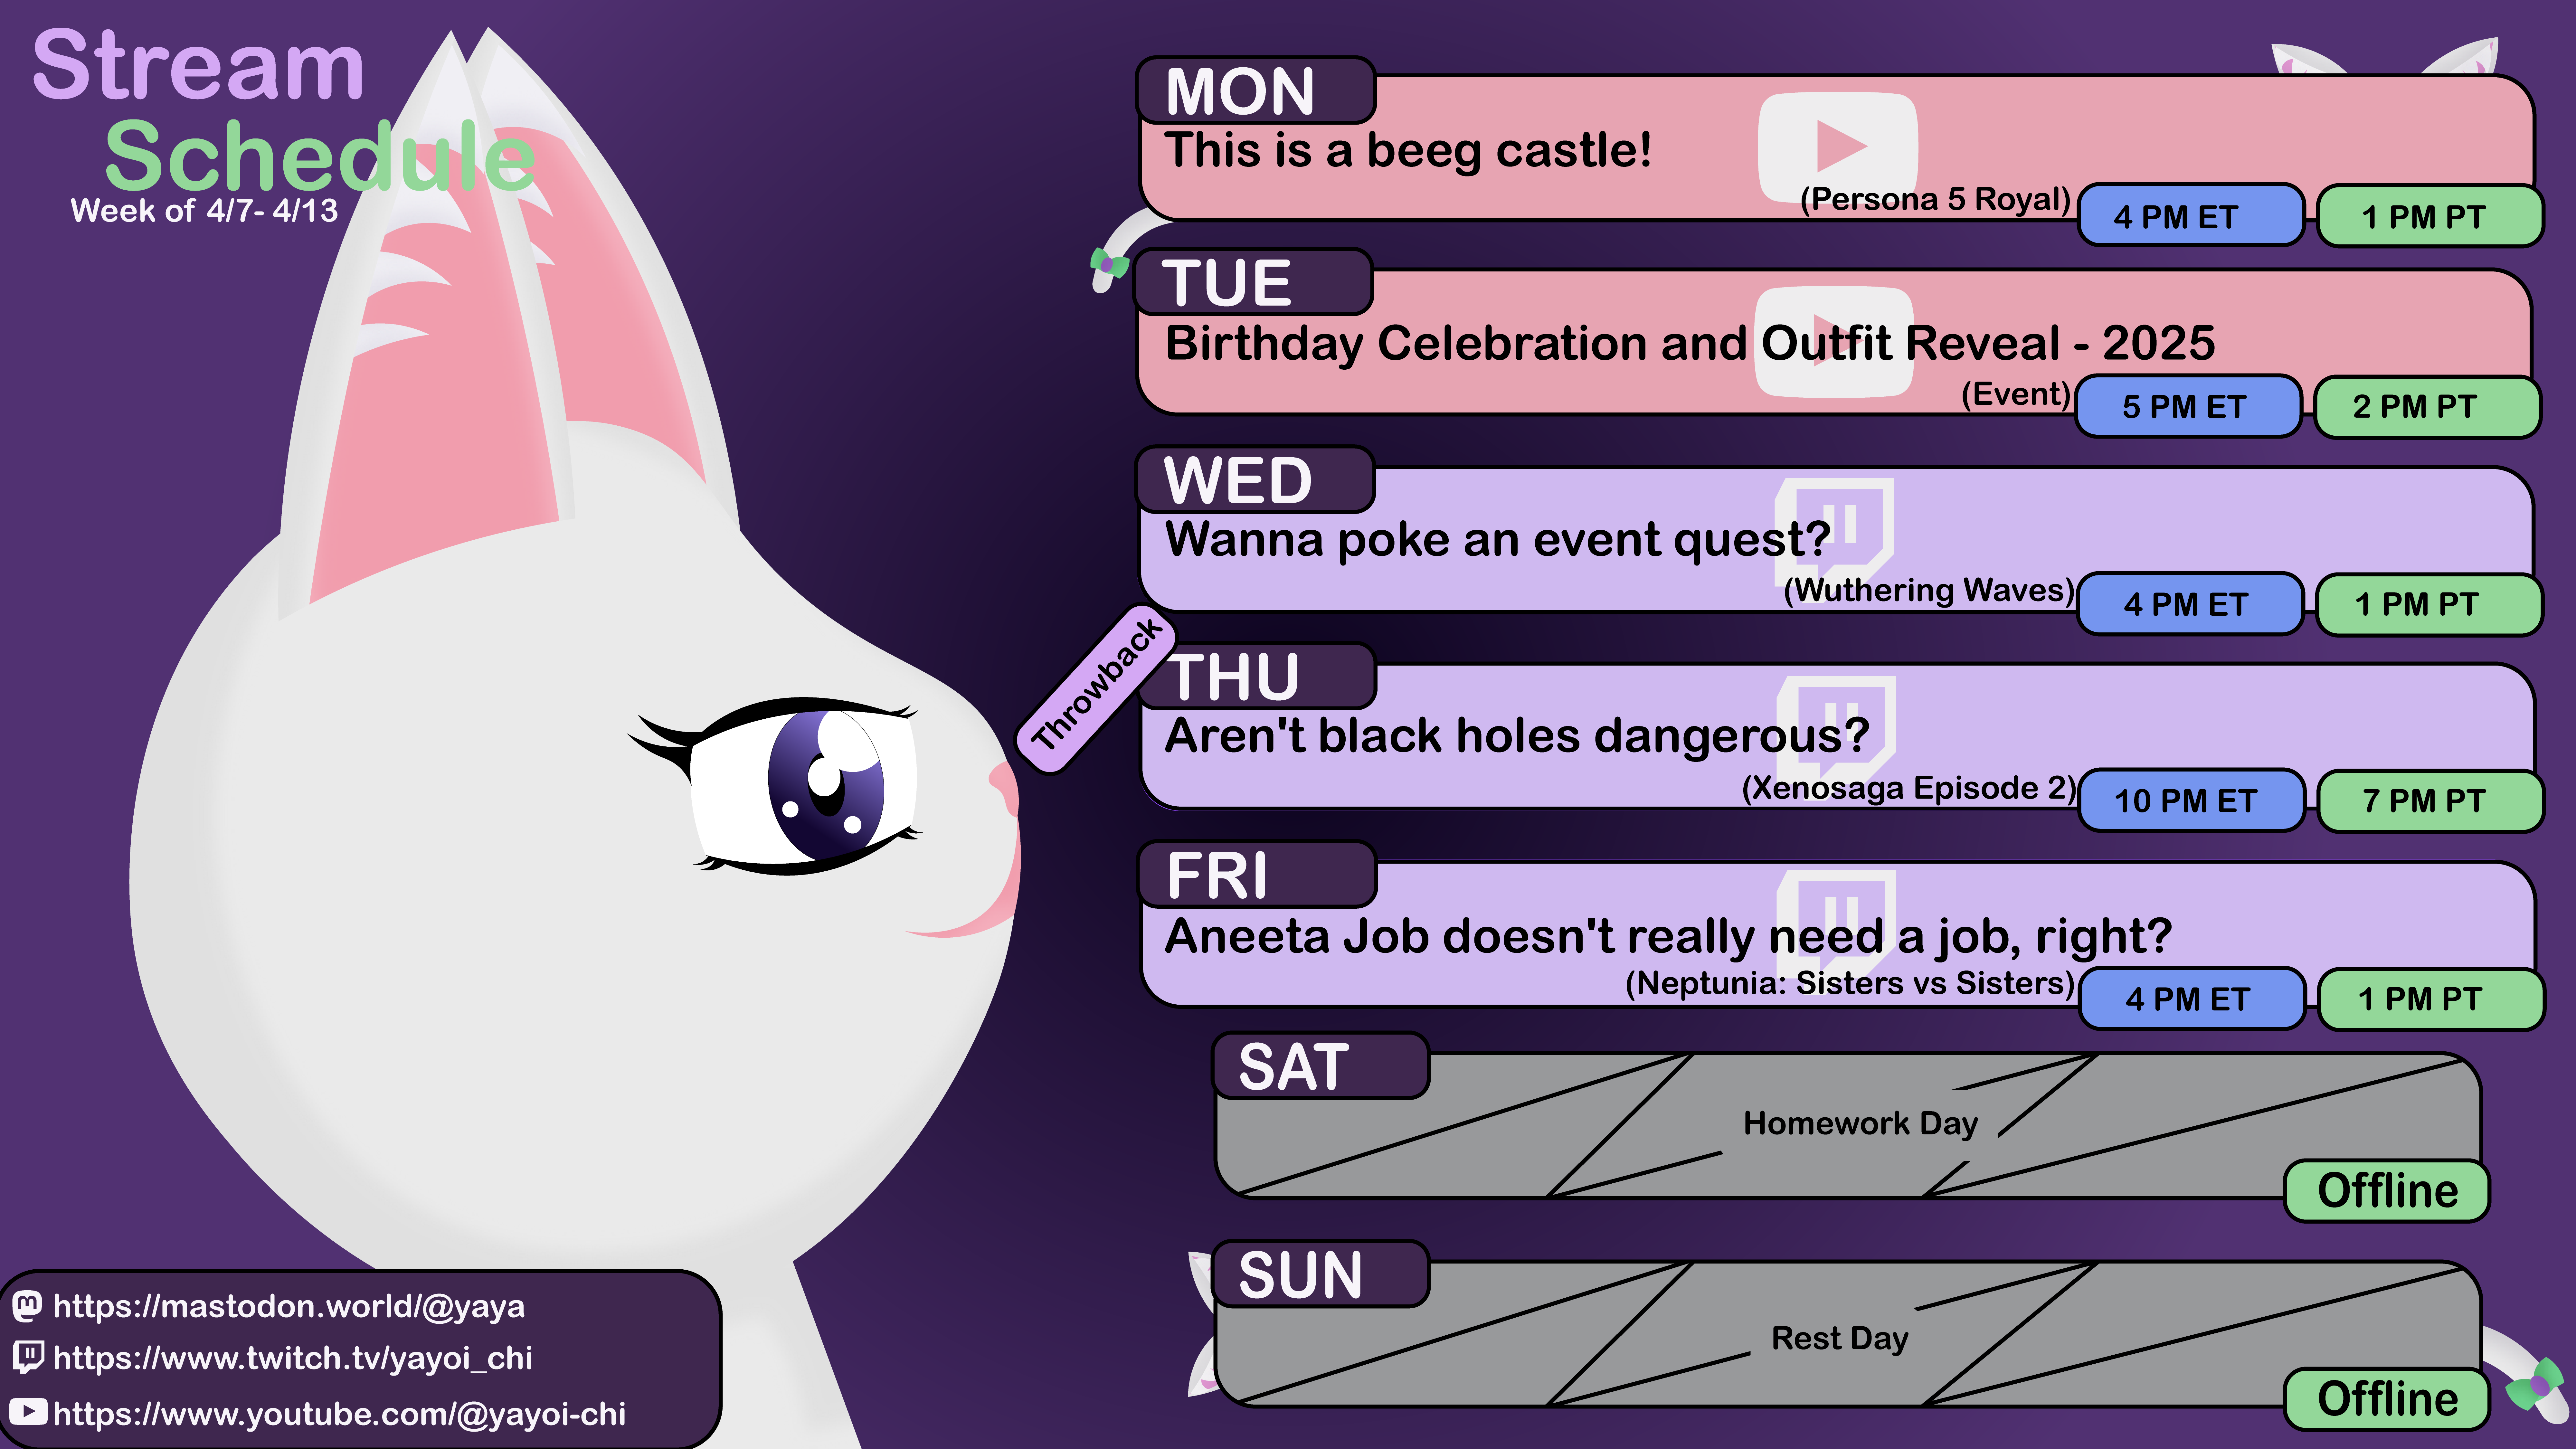 Stream
Schedule
Week of 4/7- 4/13
MON
This is a beeg castle!
(Persona 5 Royal)
4 PM ET
1 PM PT
TUE
Birthday Celebration and Outfit Reveal - 2025
(Event)
5 PM ET
2 PM PT
WED
Wanna poke an event quest?
(Wuthering Waves)
4 PM ET
1 PM PT
Throwback
THU
Aren't black holes dangerous?
(Xenosaga Episode 2)
10 PM ET
7 PM PT
FRI
Aneeta Job doesn't really need a job, right?
(Neptunia: Sisters vs Sisters)
4 PM ET
1 PM PT
SAT
Homework Day
Offline
SUN
Rest Day
Offline
https://mastodon.world/@yaya
https://www.twitch.tv/yayoi_chi
https://www.youtube.com/@yayoi-chi